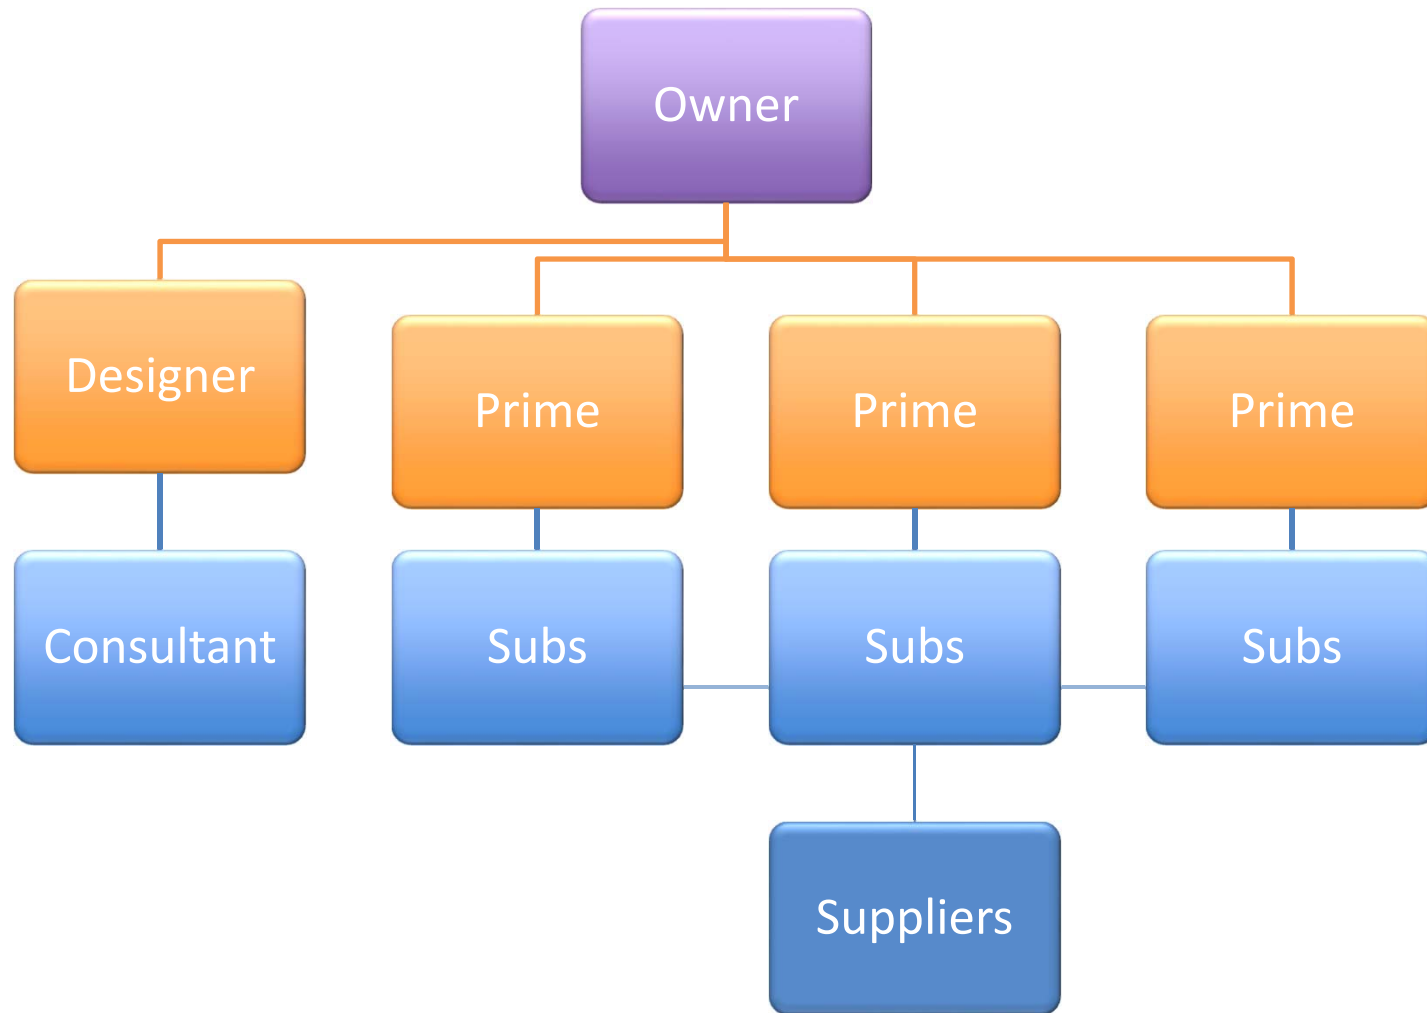 Owner
Designer
Prime
Prime
Prime
Consultant
Subs
Subs
Subs
Suppliers